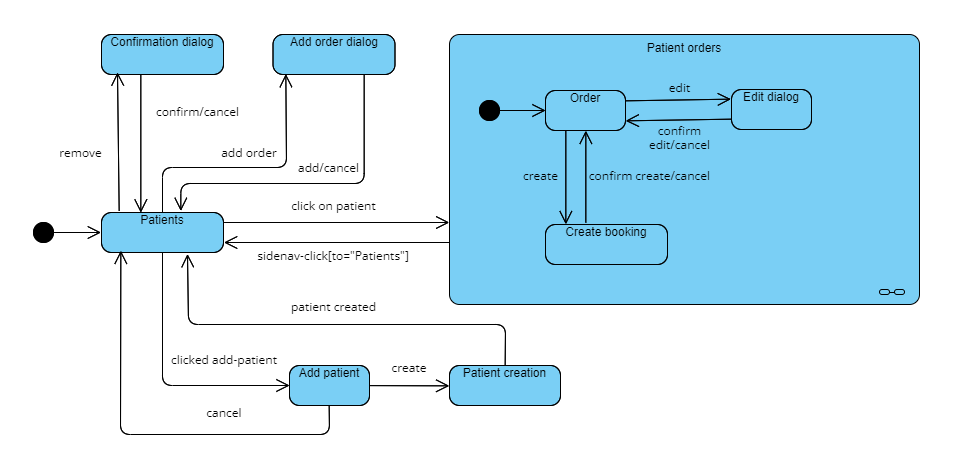 Confirmation dialog
Add order dialog
Patient orders
edit
Order
Edit dialog
confirm/cancel
confirm
edit/cancel
remove
add order
add/cancel
create
confirm create/cancel
click on patient
Patients
Create booking
sidenav-click[to="Patients"]
patient created
clicked add-patient
create
Add patient
Patient creation
cancel